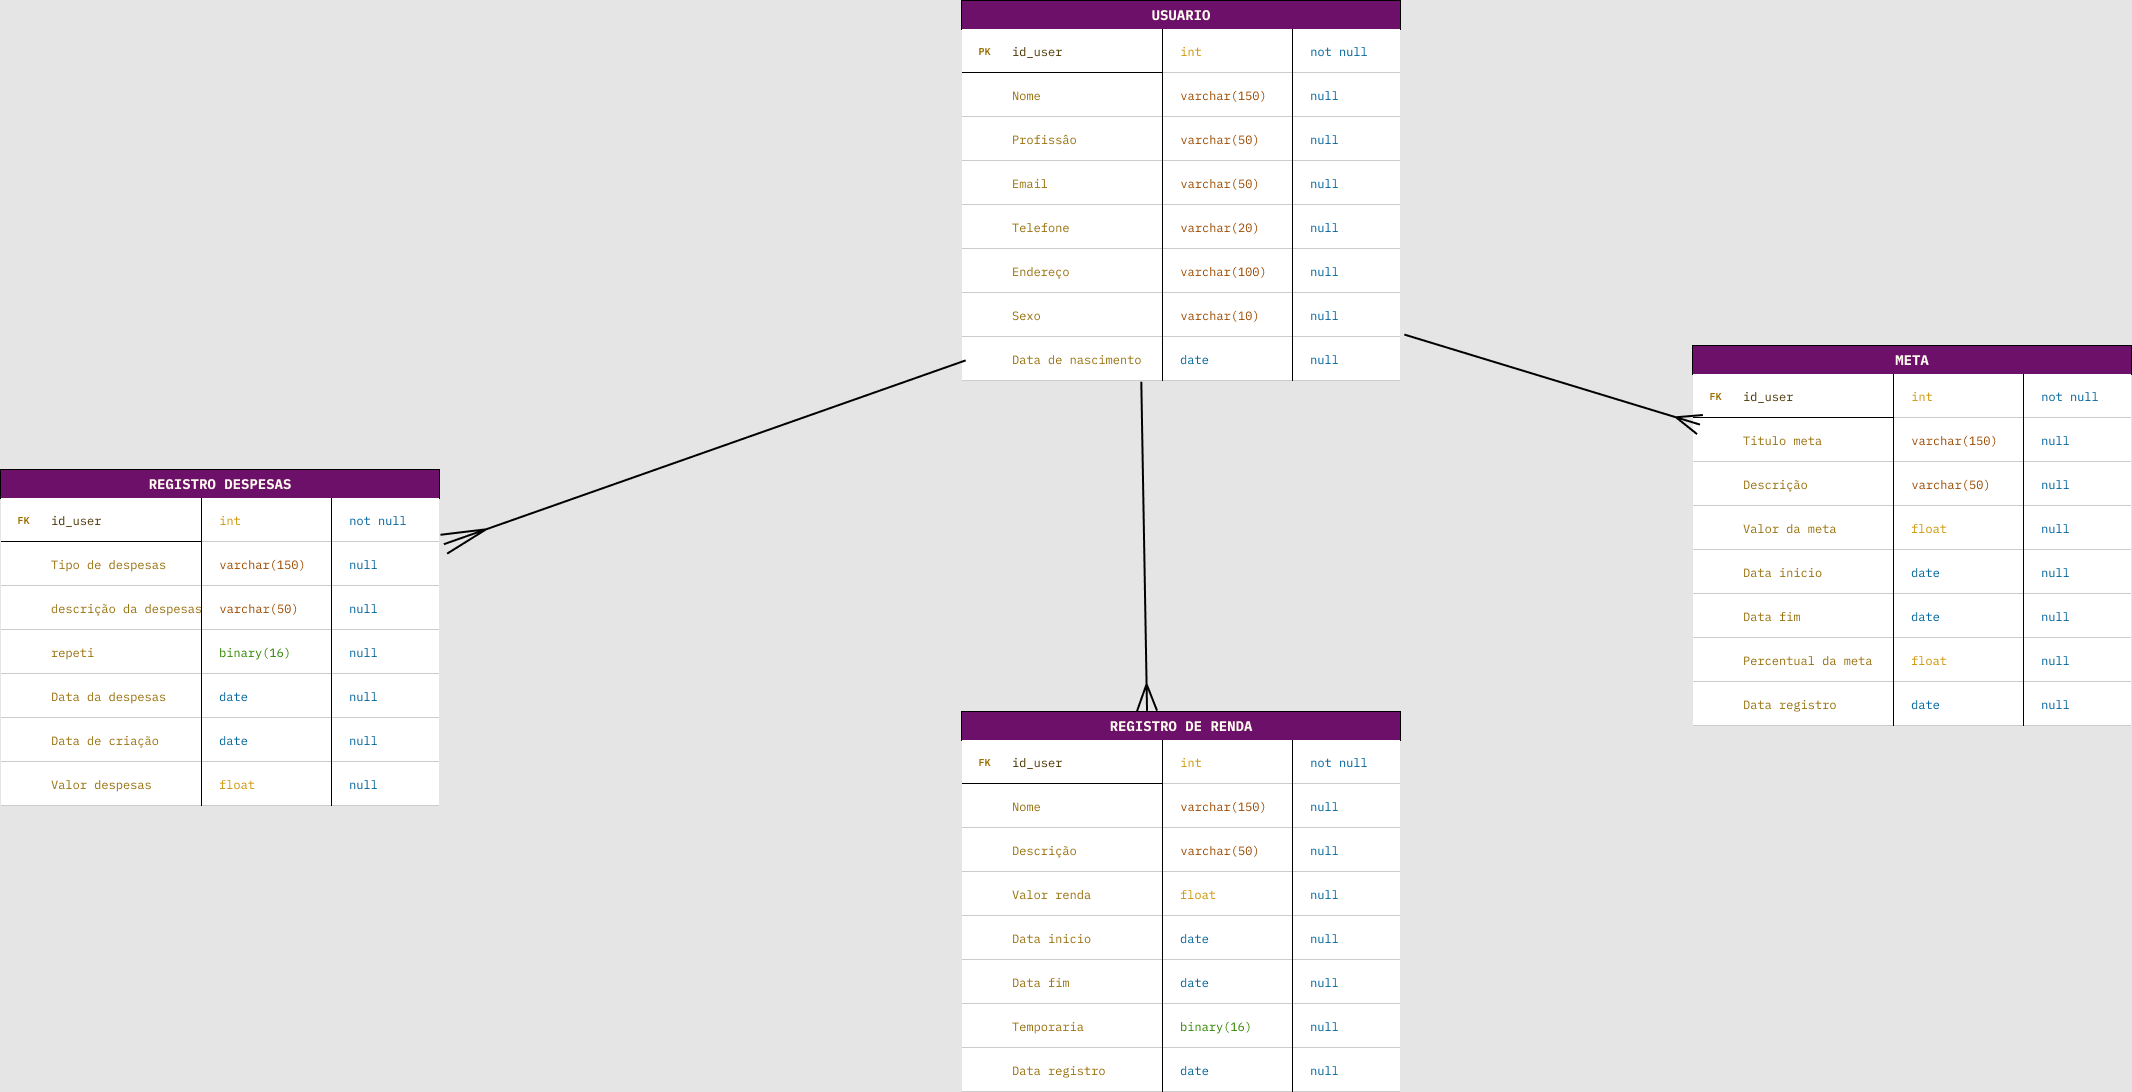 USUARIO
PK id_user int not null
Nome varchar(150) null
Profissão varchar(50) null
Email varchar(50) null
Telefone varchar(20) null
Endereço varchar(100) null
Sexo varchar(10) null
Data de nascimento date null
META
FK id_user int not null
Titulo meta varchar(150) null
Descrição varchar(50) null
Valor da meta float null
Data inicio date null
Data fim date null
Percentual da meta float null
Data registro date null
REGISTRO DESPESAS
FK id_user int not null
Tipo de despesas varchar(150) null
descrição da despesas varchar(50) null
repeti binary(16) null
Data da despesas date null
Data de criação date null
Valor despesas float null
REGISTRO DE RENDA
FK id_user int not null
Nome varchar(150) null
Descrição varchar(50) null
Valor renda float null
Data inicio date null
Data fim date null
Temporaria binary(16) null
Data registro date null